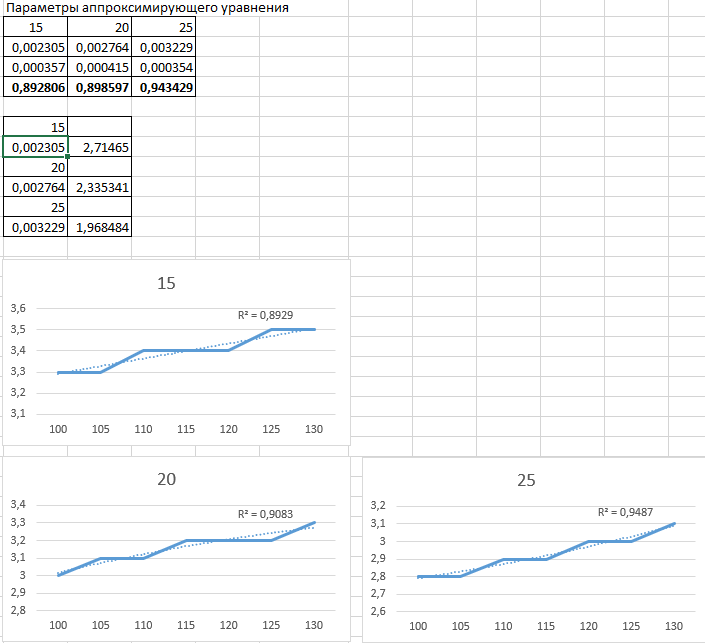 Параметры аппроксимирующего уравнения
15 20 25
0,002305 0,002764 0,003229
0,000357 0,000415 0,000354
0,892806 0,898597 0,943429
15
0,002305 2,71465
20
0,002764 2,335341
25
0,003229 1,968484
15
R² = 0,8929
3,6
3,5
3,4
3,3
3,2
3,1
100 105 110 115 120 125 130
20
R² = 0,9083
3,4
3,3
3,2
3,1
3
2,9
2,8
100 105 110 115 120 125 130
25
R² = 0,9487
3,2
3,1
3
2,9
2,8
2,7
2,6
100 105 110 115 120 125 130